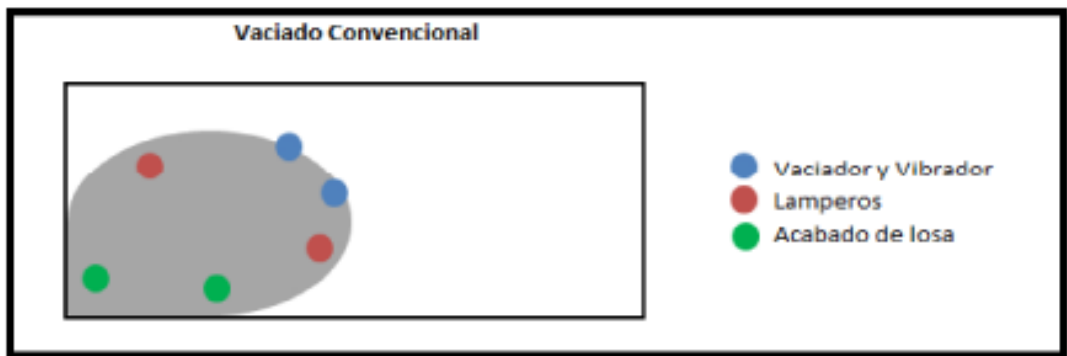 Vaciado Convencional
Vaciador y Vibrador
Lamperos
Acabado de losa